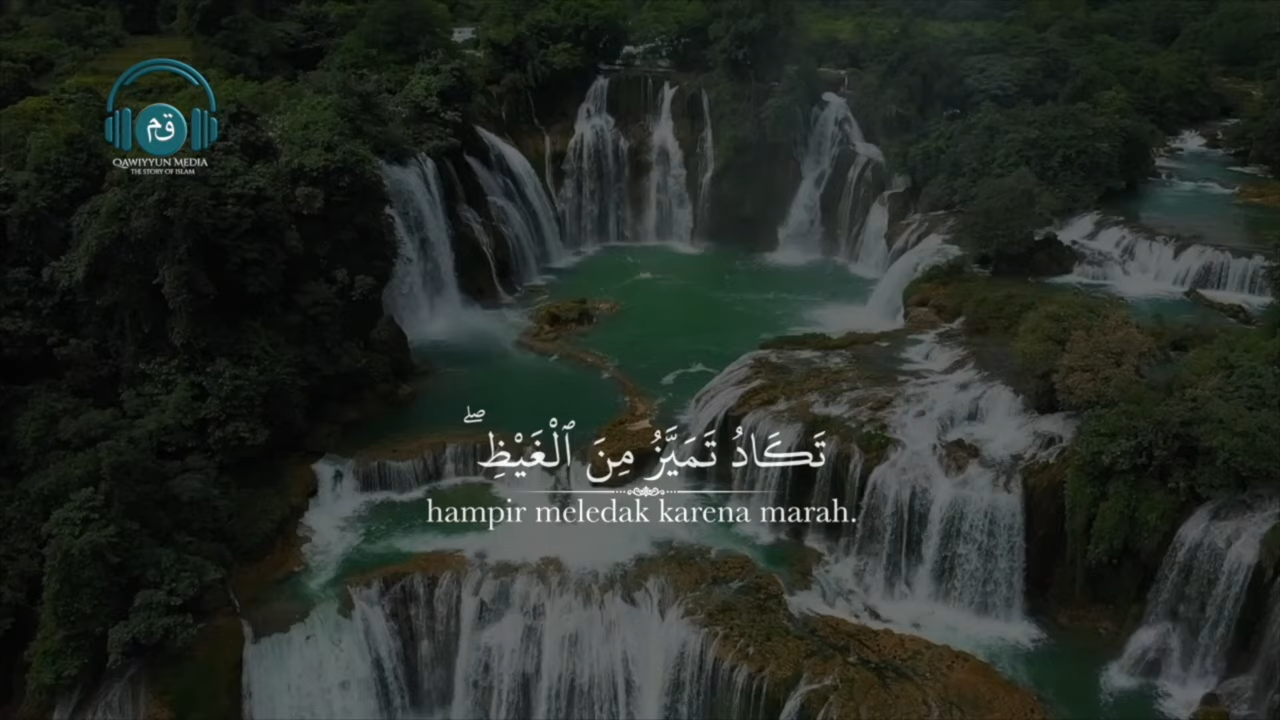 قم
QAWIYYUN MEDIA
THE STORY OF ISLAM
تَكَادُ تَمَيَّزُ مِنَ ٱلْغَيْظِ ۖ
hampir meledak karena marah.